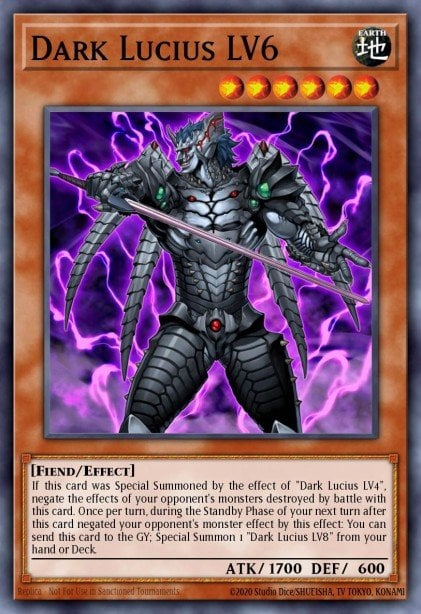 Dark Lucius LV6
EARTH
地
[Fiend/Effect]
If this card was Special Summoned by the effect of "Dark Lucius LV4",
negate the effects of your opponent's monsters destroyed by battle with
this card. Once per turn, during the Standby Phase of your next turn after
this card negated your opponent's monster effect by this effect: You can
send this card to the GY; Special Summon 1 "Dark Lucius LV8" from your
hand or Deck.
ATK/ 1700 DEF/ 600
Replica - Not For Use in Sanctioned Tournaments
©2020 Studio Dice/SHUEISHA, TV TOKYO, KONAMI